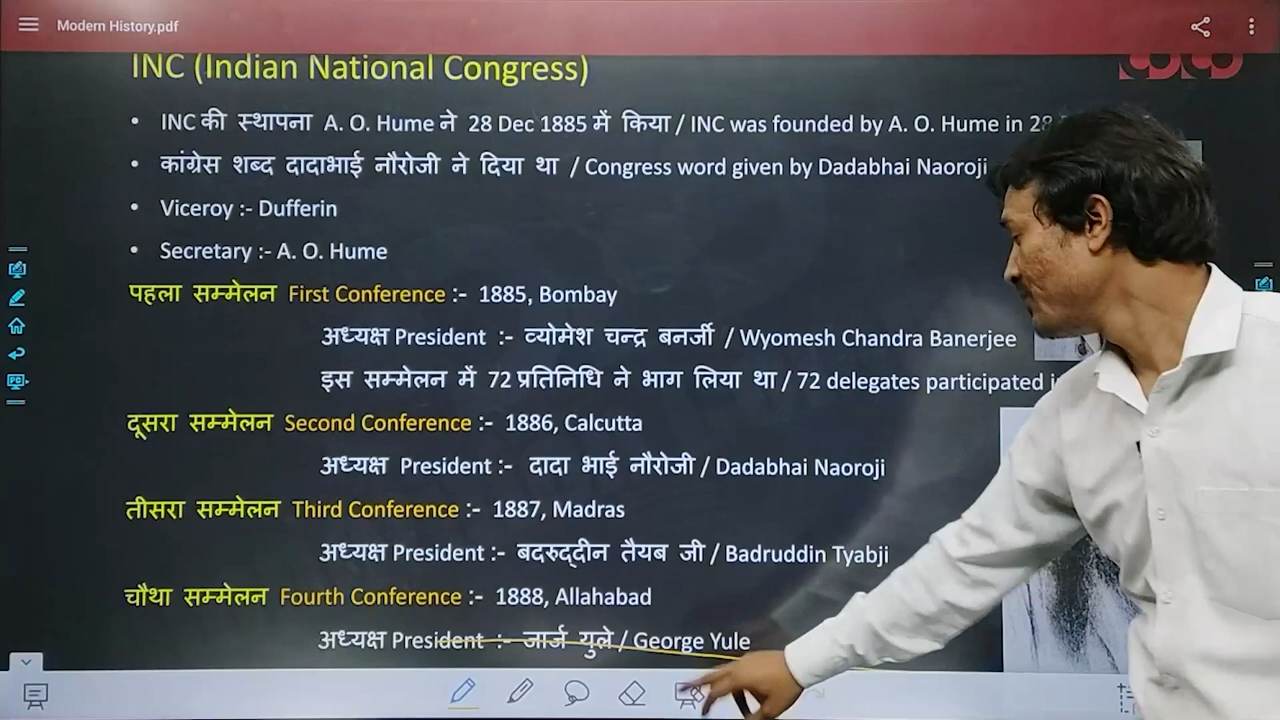 Modern History.pdf
INC (Indian National Congress)
• INC की स्थापना A. O. Hume ने 28 Dec 1885 में किया / INC was founded by A. O. Hume in 28
• कांग्रेस शब्द दादाभाई नौरोजी ने दिया था / Congress word given by Dadabhai Naoroji
• Viceroy :- Dufferin
• Secretary :- A. O. Hume
पहला सम्मेलन First Conference :- 1885, Bombay
अध्यक्ष President :- व्योमेश चन्द्र बनर्जी / Wyomesh Chandra Banerjee
इस सम्मेलन में 72 प्रतिनिधि ने भाग लिया था / 72 delegates participated
दूसरा सम्मेलन Second Conference :- 1886, Calcutta
अध्यक्ष President :- दादा भाई नौरोजी / Dadabhai Naoroji
तीसरा सम्मेलन Third Conference :- 1887, Madras
अध्यक्ष President :- बदरुद्दीन तैयब जी / Badruddin Tyabji
चौथा सम्मेलन Fourth Conference :- 1888, Allahabad
अध्यक्ष President :- जार्ज युले / George Yule